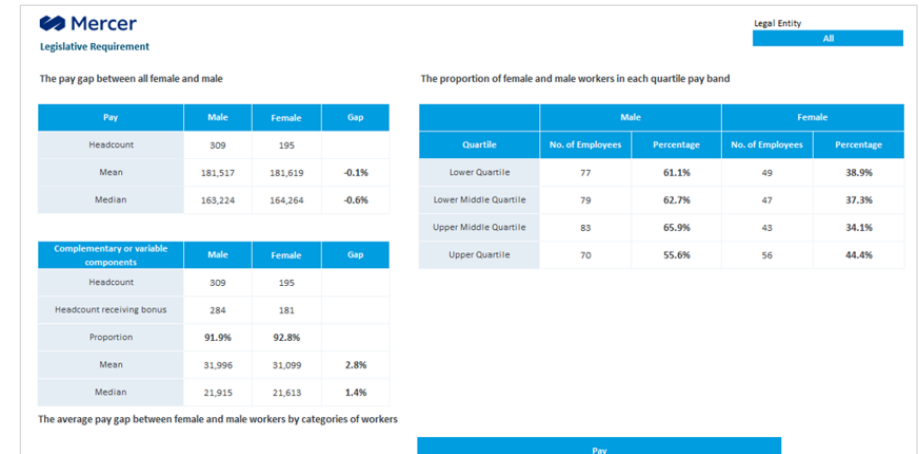 Mercer
Legislative Requirement
Legal Entity
All
The pay gap between all female and male
Pay Male Female Gap
Headcount 309 195
Mean 181,517 181,619 -0.1%
Median 163,224 164,264 -0.6%
Complementary or variable components Male Female Gap
Headcount 309 195
Headcount receiving bonus 284 181
Proportion 91.9% 92.8%
Mean 31,996 31,099 2.8%
Median 21,915 21,613 1.4%
The proportion of female and male workers in each quartile pay band
Male Female
Quartile No. of Employees Percentage No. of Employees Percentage
Lower Quartile 77 61.1% 49 38.9%
Lower Middle Quartile 79 62.7% 47 37.3%
Upper Middle Quartile 83 65.9% 43 34.1%
Upper Quartile 70 55.6% 56 44.4%
The average pay gap between female and male workers by categories of workers
Pay